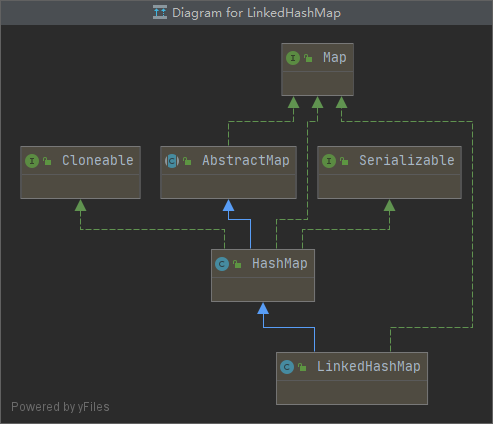 Diagram for LinkedHashMap
I Map
I Cloneable
C AbstractMap
I Serializable
C HashMap
C LinkedHashMap
Powered by yFiles